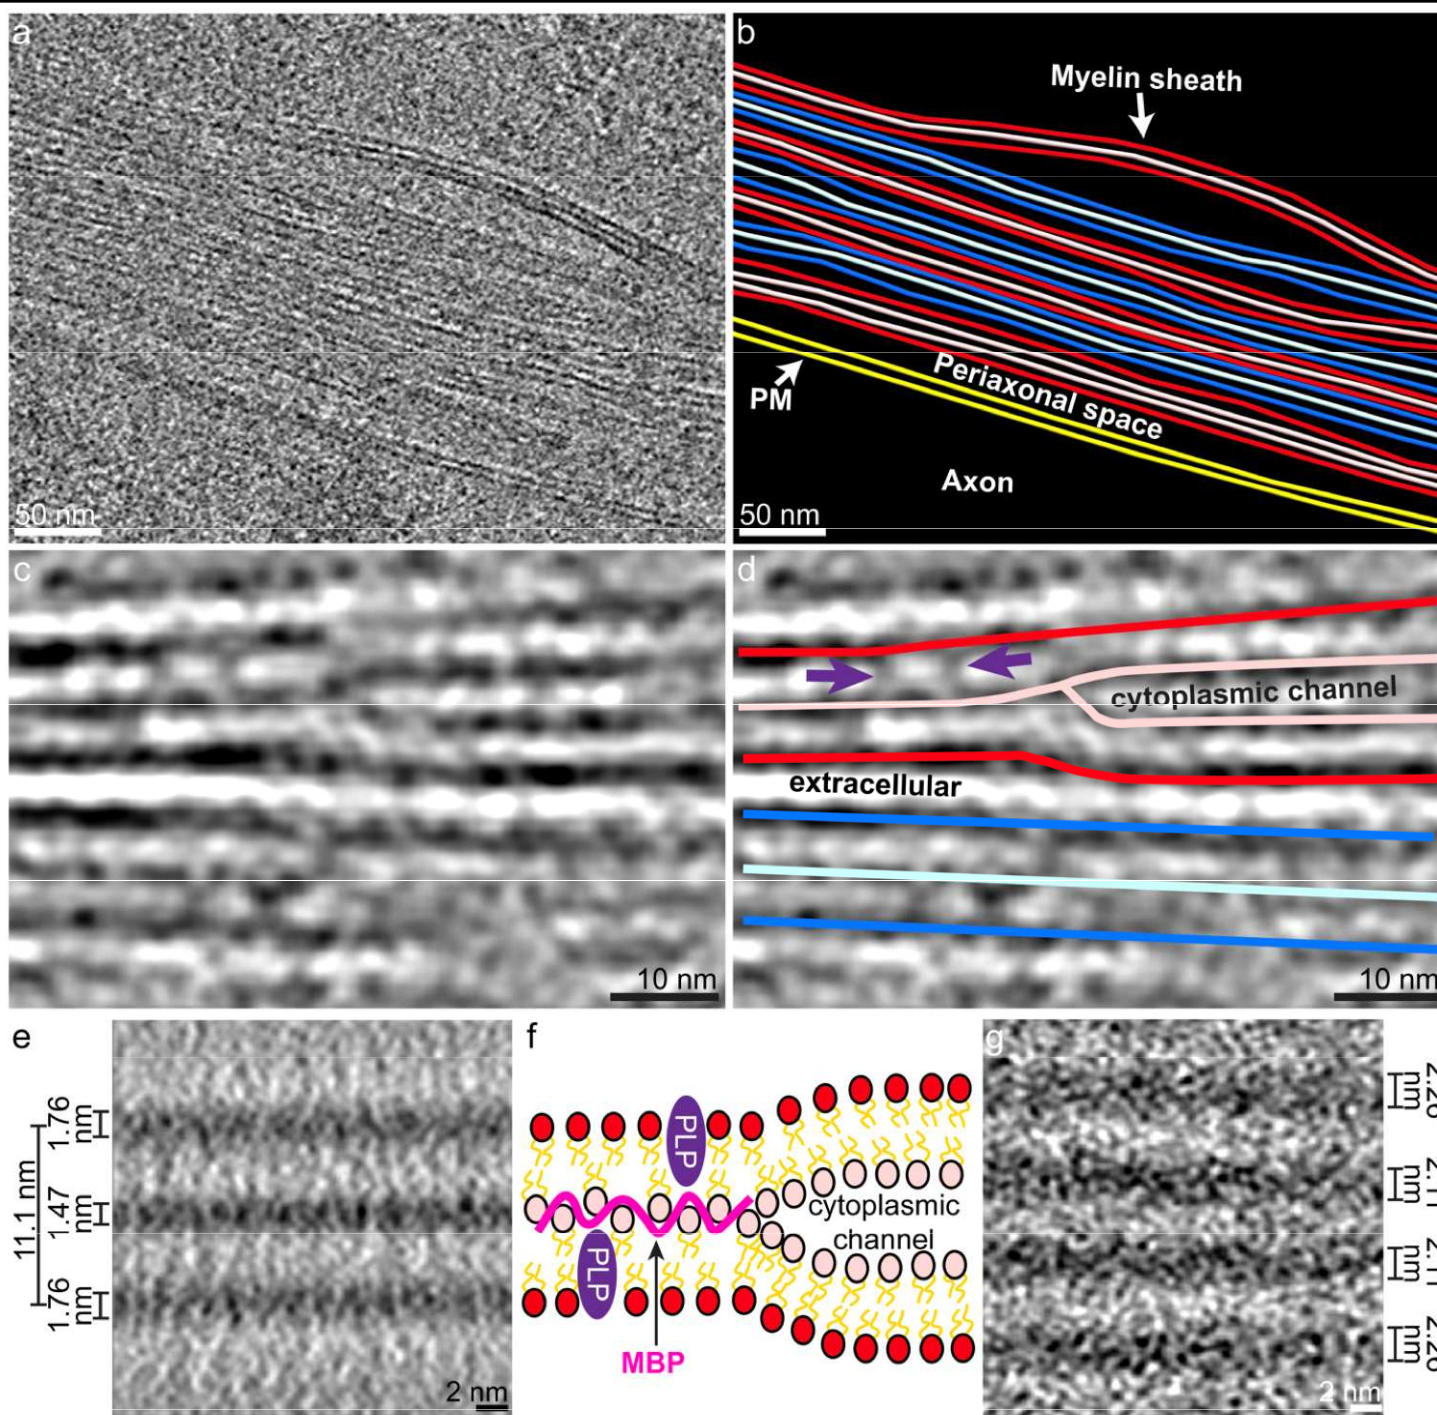 a
50 nm
b
Myelin sheath
PM
Periaxonal space
Axon
50 nm
c
10 nm
d
cytoplasmic channel
extracellular
10 nm
e
1.76
nm
11.1 nm
1.47
nm
1.76
nm
2 nm
f
PLP
cytoplasmic
channel
PLP
MBP
g
2 nm